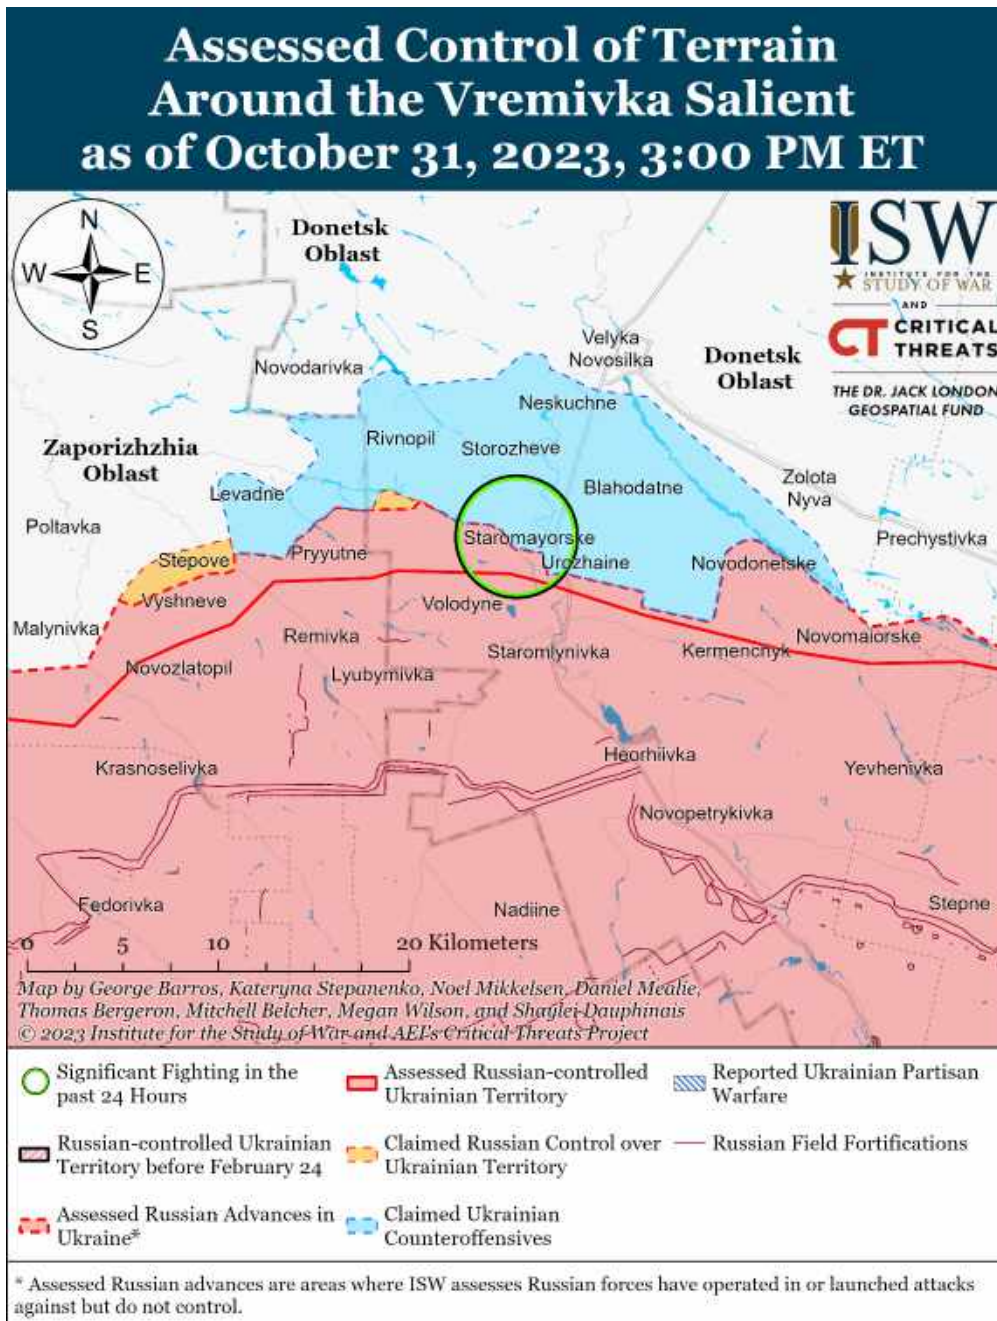 Assessed Control of Terrain
Around the Vremivka Salient
as of October 31, 2023, 3:00 PM ET
N
W
E
S
Donetsk
Oblast
ISW
INSTITUTE FOR THE
STUDY OF WAR
AND
CT CRITICAL
THREATS
THE DR. JACK LONDON
GEOSPATIAL FUND
Velyka
Novosilka
Donetsk
Oblast
Novodarivka
Neskuchne
Rivnopil
Storozheve
Zaporizhzhia
Oblast
Levadne
Blahodatne
Zolota
Nyva
Poltavka
Staromayorske
Prechystivka
Pryyutne
Stepove
Urozhaine
Novodonetske
Vyshneve
Volodyne
Malynivka
Remivka
Novomaiorske
Staromlynivka
Kermenchyk
Novozlatopil
Lyubymivka
Heorhiivka
Krasnoselivka
Yevhenivka
Novopetrykivka
Fedorivka
Nadiine
Stepne
0 5 10 20 Kilometers
Map by George Barros, Kateryna Stepanenko, Noel Mikkelsen, Daniel Mealie,
Thomas Bergeron, Mitchell Belcher, Megan Wilson, and Shaylei Dauphinais
© 2023 Institute for the Study of War and AEI's Critical Threats Project
Significant Fighting in the
past 24 Hours
Assessed Russian-controlled
Ukrainian Territory
Reported Ukrainian Partisan
Warfare
Russian-controlled Ukrainian
Territory before February 24
Claimed Russian Control over
Ukrainian Territory
Russian Field Fortifications
Assessed Russian Advances in
Ukraine*
Claimed Ukrainian
Counteroffensives
* Assessed Russian advances are areas where ISW assesses Russian forces have operated in or launched attacks
against but do not control.